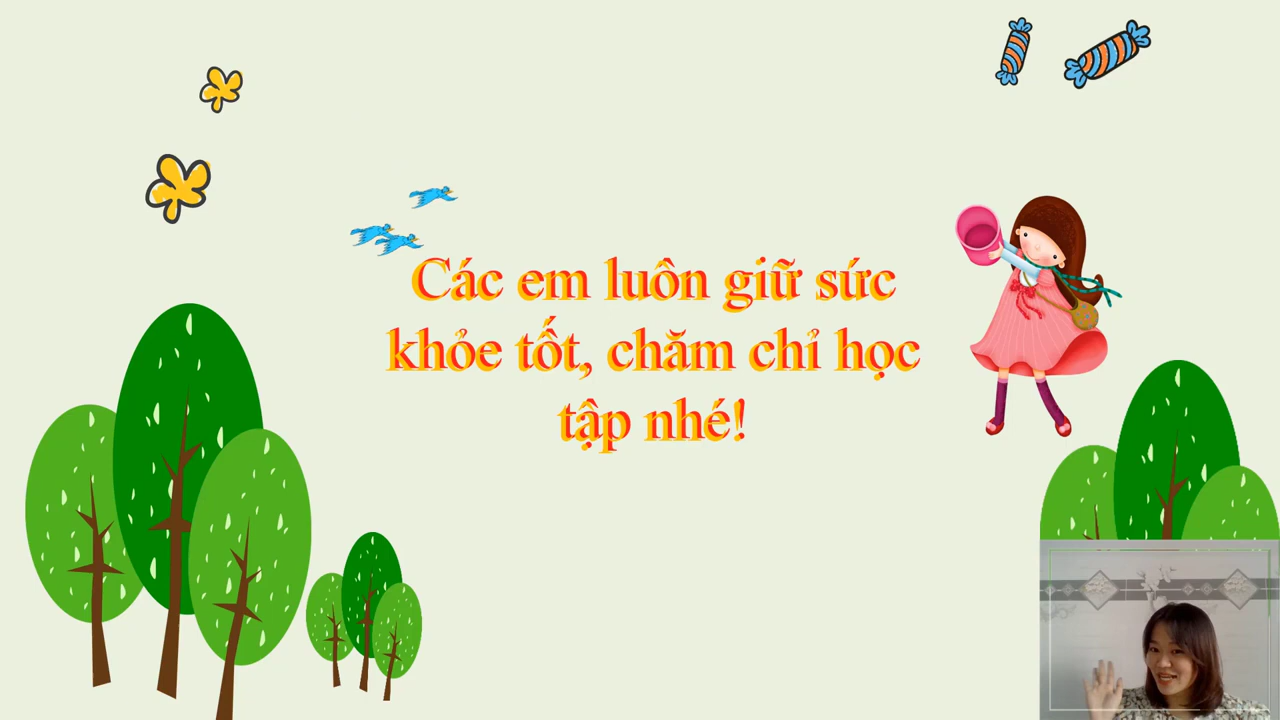 Các em luôn giữ sức
khỏe tốt, chăm chỉ học
tập nhé!